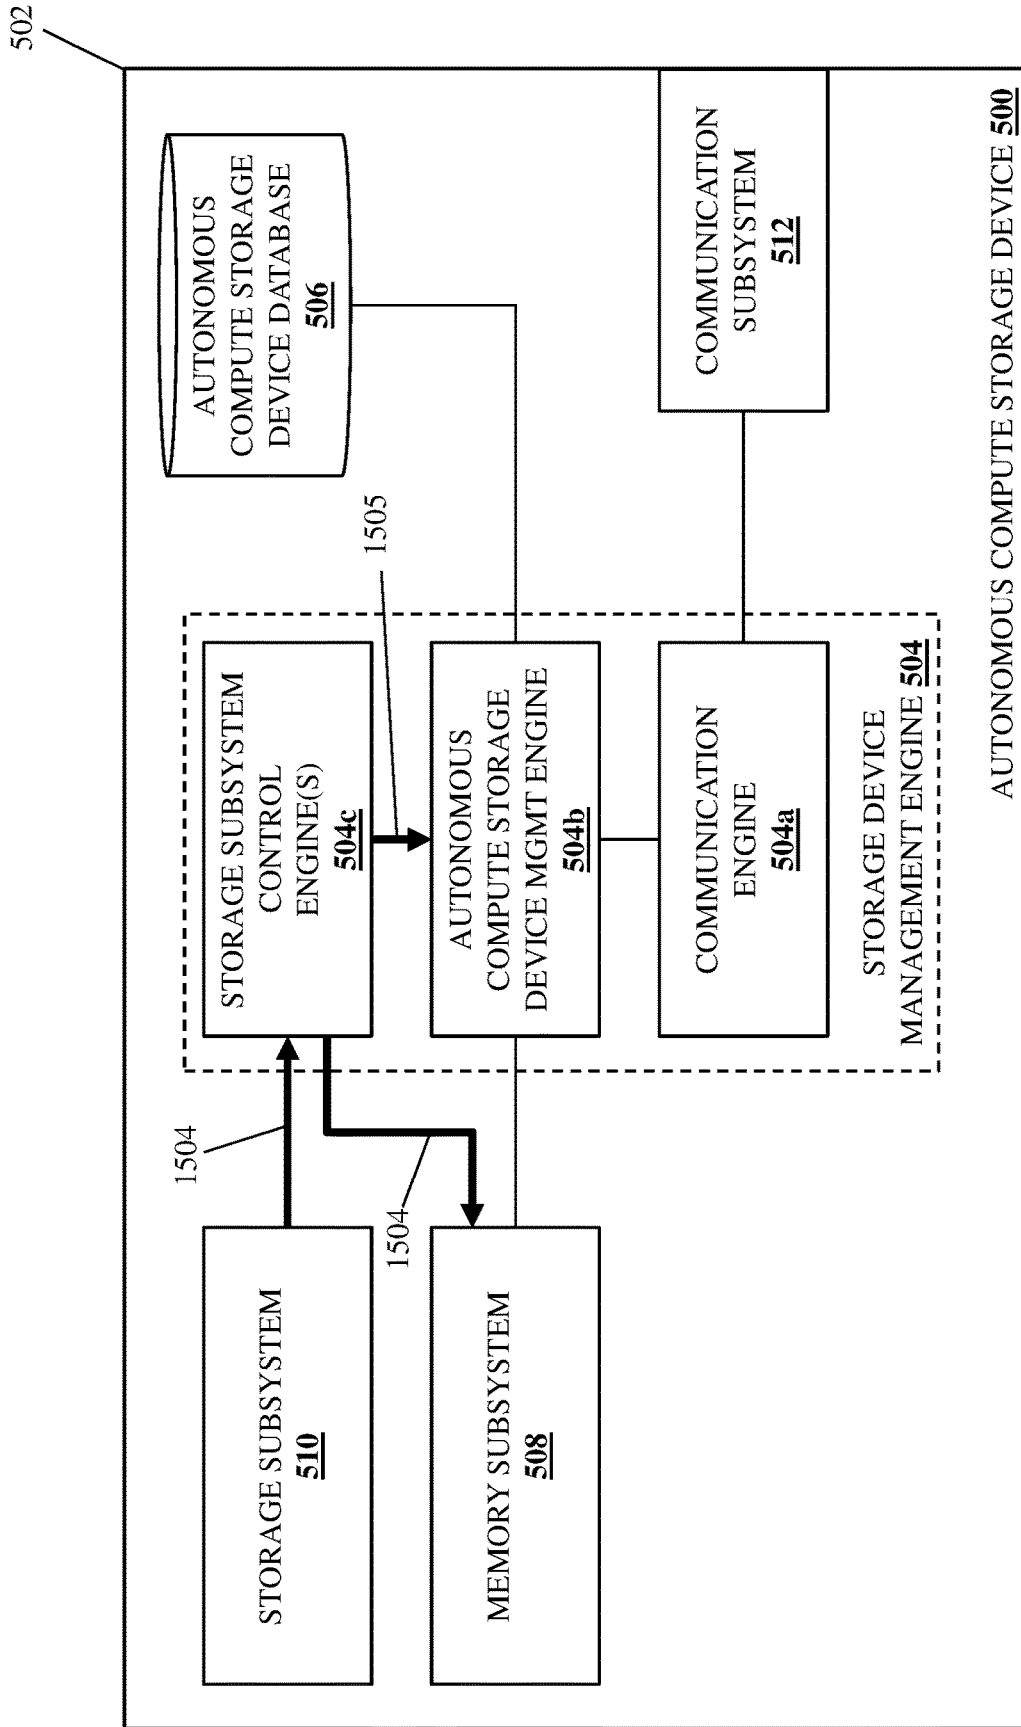 502
STORAGE SUBSYSTEM
510
1504
STORAGE SUBSYSTEM
CONTROL
ENGINE(S)
504c
AUTONOMOUS
COMPUTE STORAGE
DEVICE DATABASE
506
1505
1504
MEMORY SUBSYSTEM
508
AUTONOMOUS
COMPUTE STORAGE
DEVICE MGMT ENGINE
504b
COMMUNICATION
ENGINE
504a
COMMUNICATION
SUBSYSTEM
512
STORAGE DEVICE
MANAGEMENT ENGINE 504
AUTONOMOUS COMPUTE STORAGE DEVICE 500